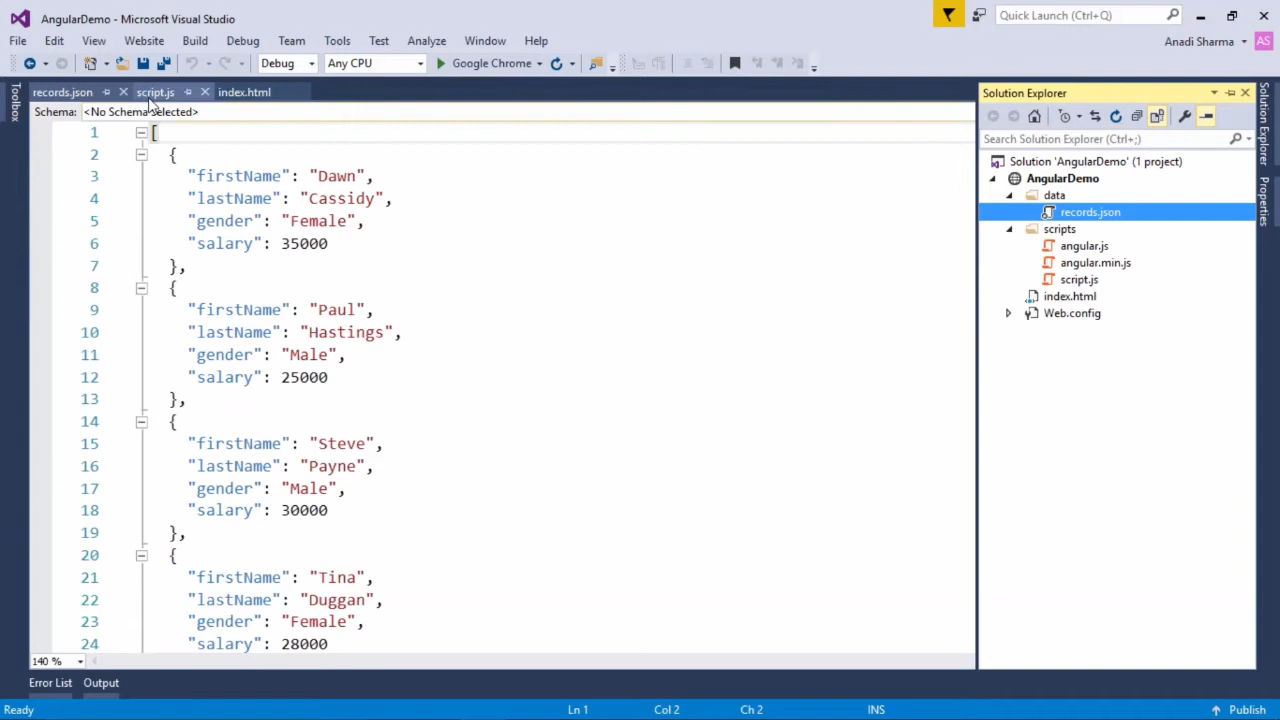 AngularDemo - Microsoft Visual Studio
Quick Launch (Ctrl+Q)
File Edit View Website Build Debug Team Tools Test Analyze Window Help
Anadi Sharma AS
Debug Any CPU Google Chrome
records.json script.js index.html
Schema: <No Schema Selected>
1 [
2 {
3 "firstName": "Dawn",
4 "lastName": "Cassidy",
5 "gender": "Female",
6 "salary": 35000
7 },
8 {
9 "firstName": "Paul",
10 "lastName": "Hastings",
11 "gender": "Male",
12 "salary": 25000
13 },
14 {
15 "firstName": "Steve",
16 "lastName": "Payne",
17 "gender": "Male",
18 "salary": 30000
19 },
20 {
21 "firstName": "Tina",
22 "lastName": "Duggan",
23 "gender": "Female",
24 "salary": 28000
140 %
Toolbox
Solution Explorer
Search Solution Explorer (Ctrl+;)
Solution 'AngularDemo' (1 project)
AngularDemo
data
records.json
scripts
angular.js
angular.min.js
script.js
index.html
Web.config
Solution Explorer
Properties
Error List Output
Ready Ln 1 Col 2 Ch 2 INS Publish